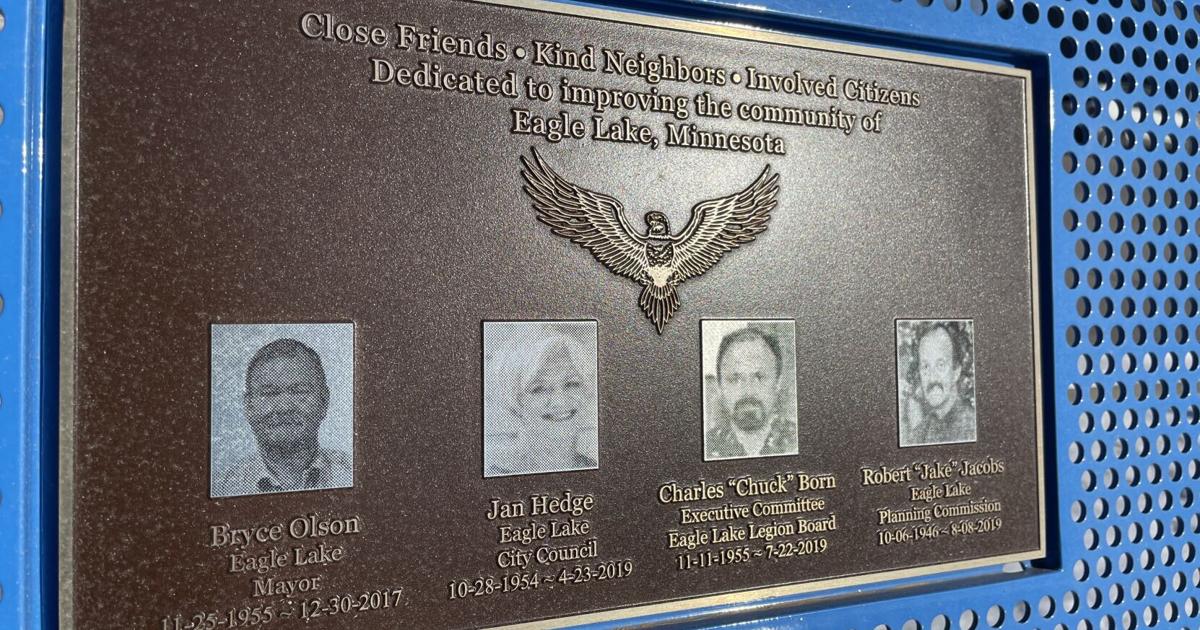 Close Friends • Kind Neighbors • Involved Citizens
Dedicated to improving the community of
Eagle Lake, Minnesota
Bryce Olson
Eagle Lake
Mayor
11-25-1955 ~ 12-30-2017
Jan Hedge
Eagle Lake
City Council
10-28-1954 ~ 4-23-2019
Charles “Chuck” Born
Executive Committee
Eagle Lake Legion Board
11-11-1955 ~ 7-22-2019
Robert “Jake” Jacobs
Eagle Lake
Planning Commission
10-06-1946 ~ 8-08-2019